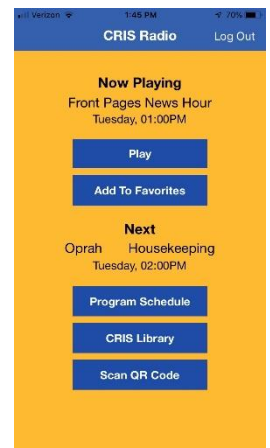 Verizon 1:45 PM 70%
CRIS Radio Log Out
Now Playing
Front Pages News Hour
Tuesday, 01:00PM
Play
Add To Favorites
Next
Oprah Housekeeping
Tuesday, 02:00PM
Program Schedule
CRIS Library
Scan QR Code